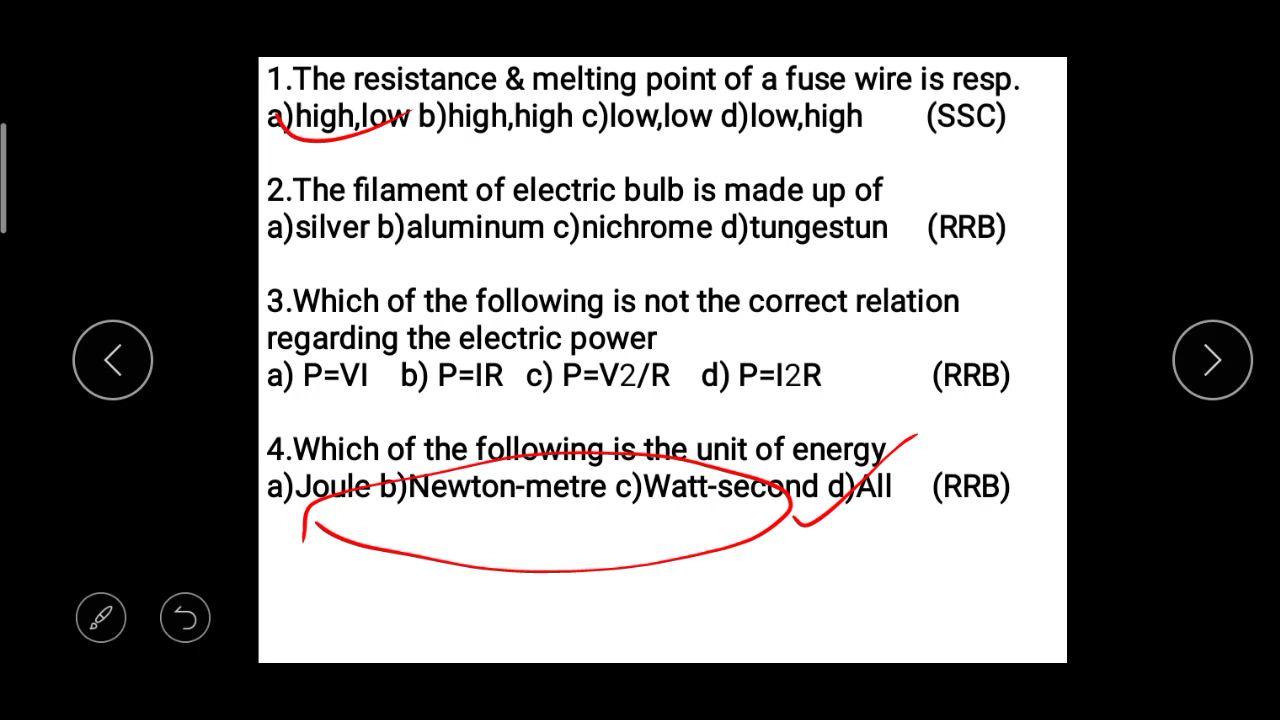 1.The resistance & melting point of a fuse wire is resp.
a)high,low b)high,high c)low,low d)low,high (SSC)
2.The filament of electric bulb is made up of
a)silver b)aluminum c)nichrome d)tungestun (RRB)
3.Which of the following is not the correct relation
regarding the electric power
a) P=VI b) P=IR c) P=V2/R d) P=I2R (RRB)
4.Which of the following is the unit of energy
a)Joule b)Newton-metre c)Watt-second d)All (RRB)